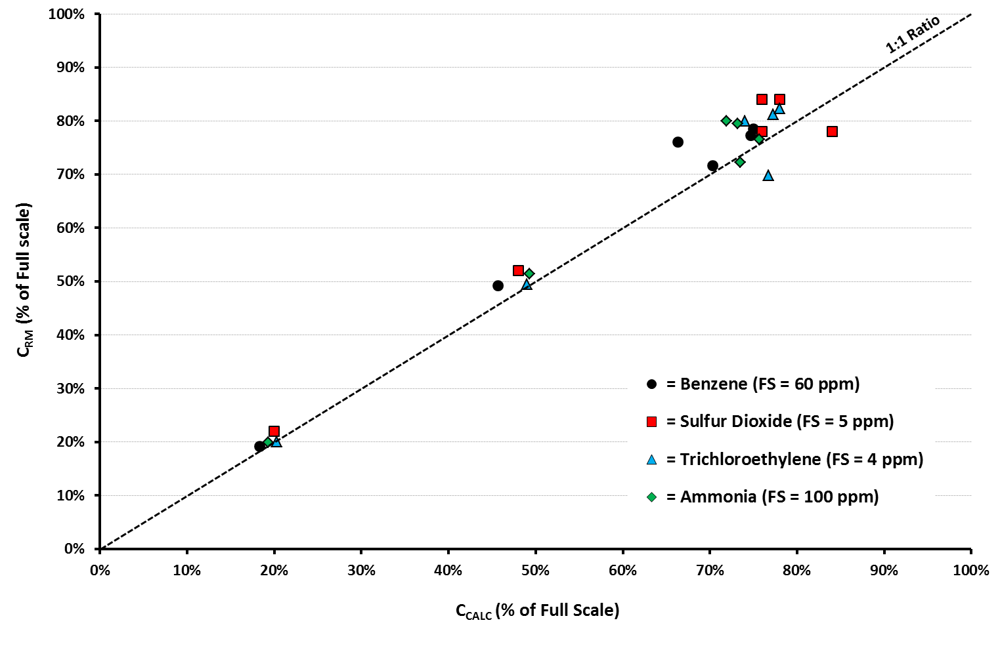 100%
90%
80%
70%
60%
50%
40%
30%
20%
10%
0%
0% 10% 20% 30% 40% 50% 60% 70% 80% 90% 100%
C_RM (% of Full scale)
C_CALC (% of Full Scale)
1:1 Ratio
= Benzene (FS = 60 ppm)
= Sulfur Dioxide (FS = 5 ppm)
= Trichloroethylene (FS = 4 ppm)
= Ammonia (FS = 100 ppm)